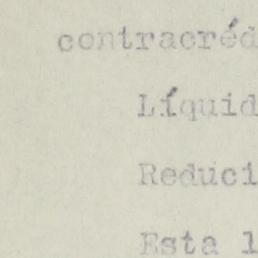 contracréd
Líquid
Reduci
Esta l